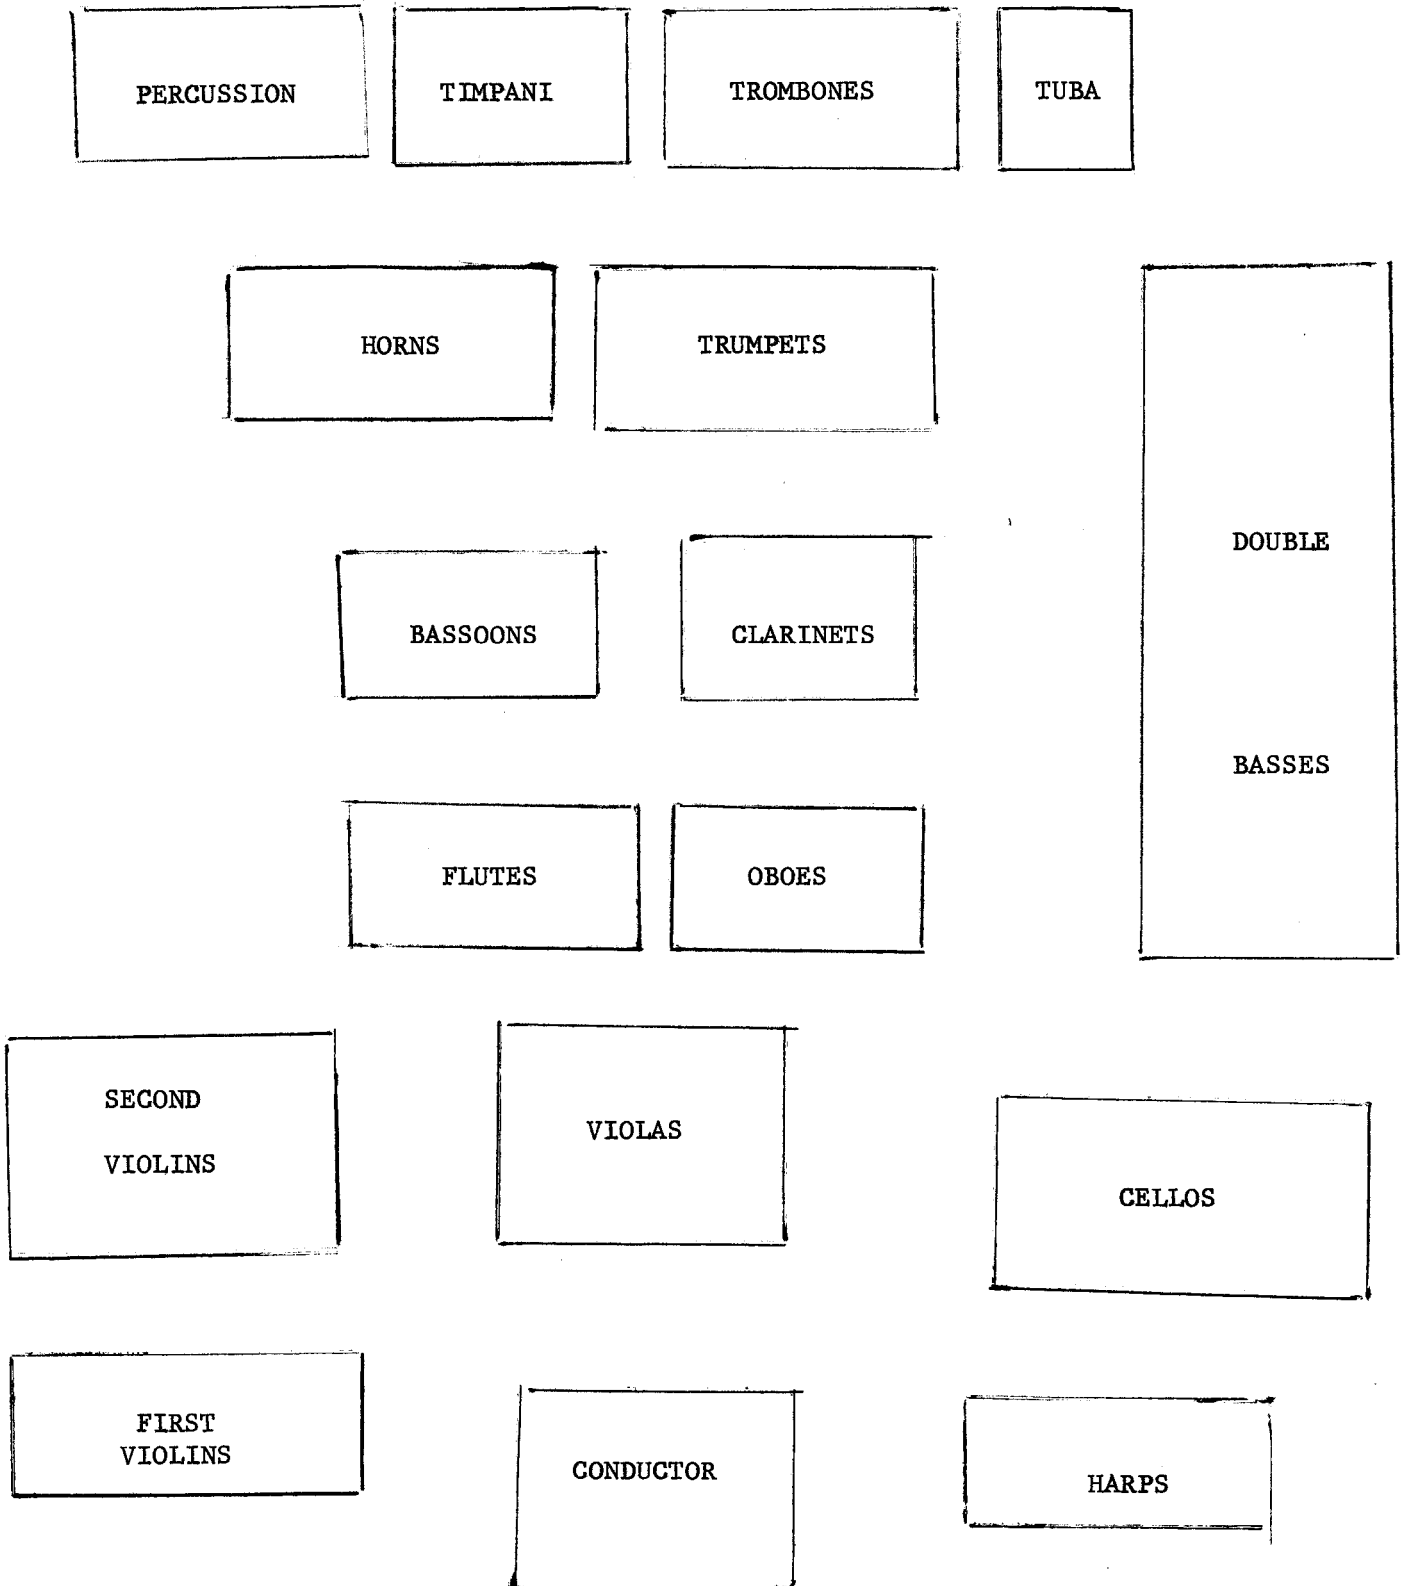 PERCUSSION
TIMPANI
TROMBONES
TUBA
HORNS
TRUMPETS
DOUBLE
BASSES
BASSOONS
CLARINETS
FLUTES
OBOES
SECOND
VIOLINS
VIOLAS
CELLOS
FIRST
VIOLINS
CONDUCTOR
HARPS